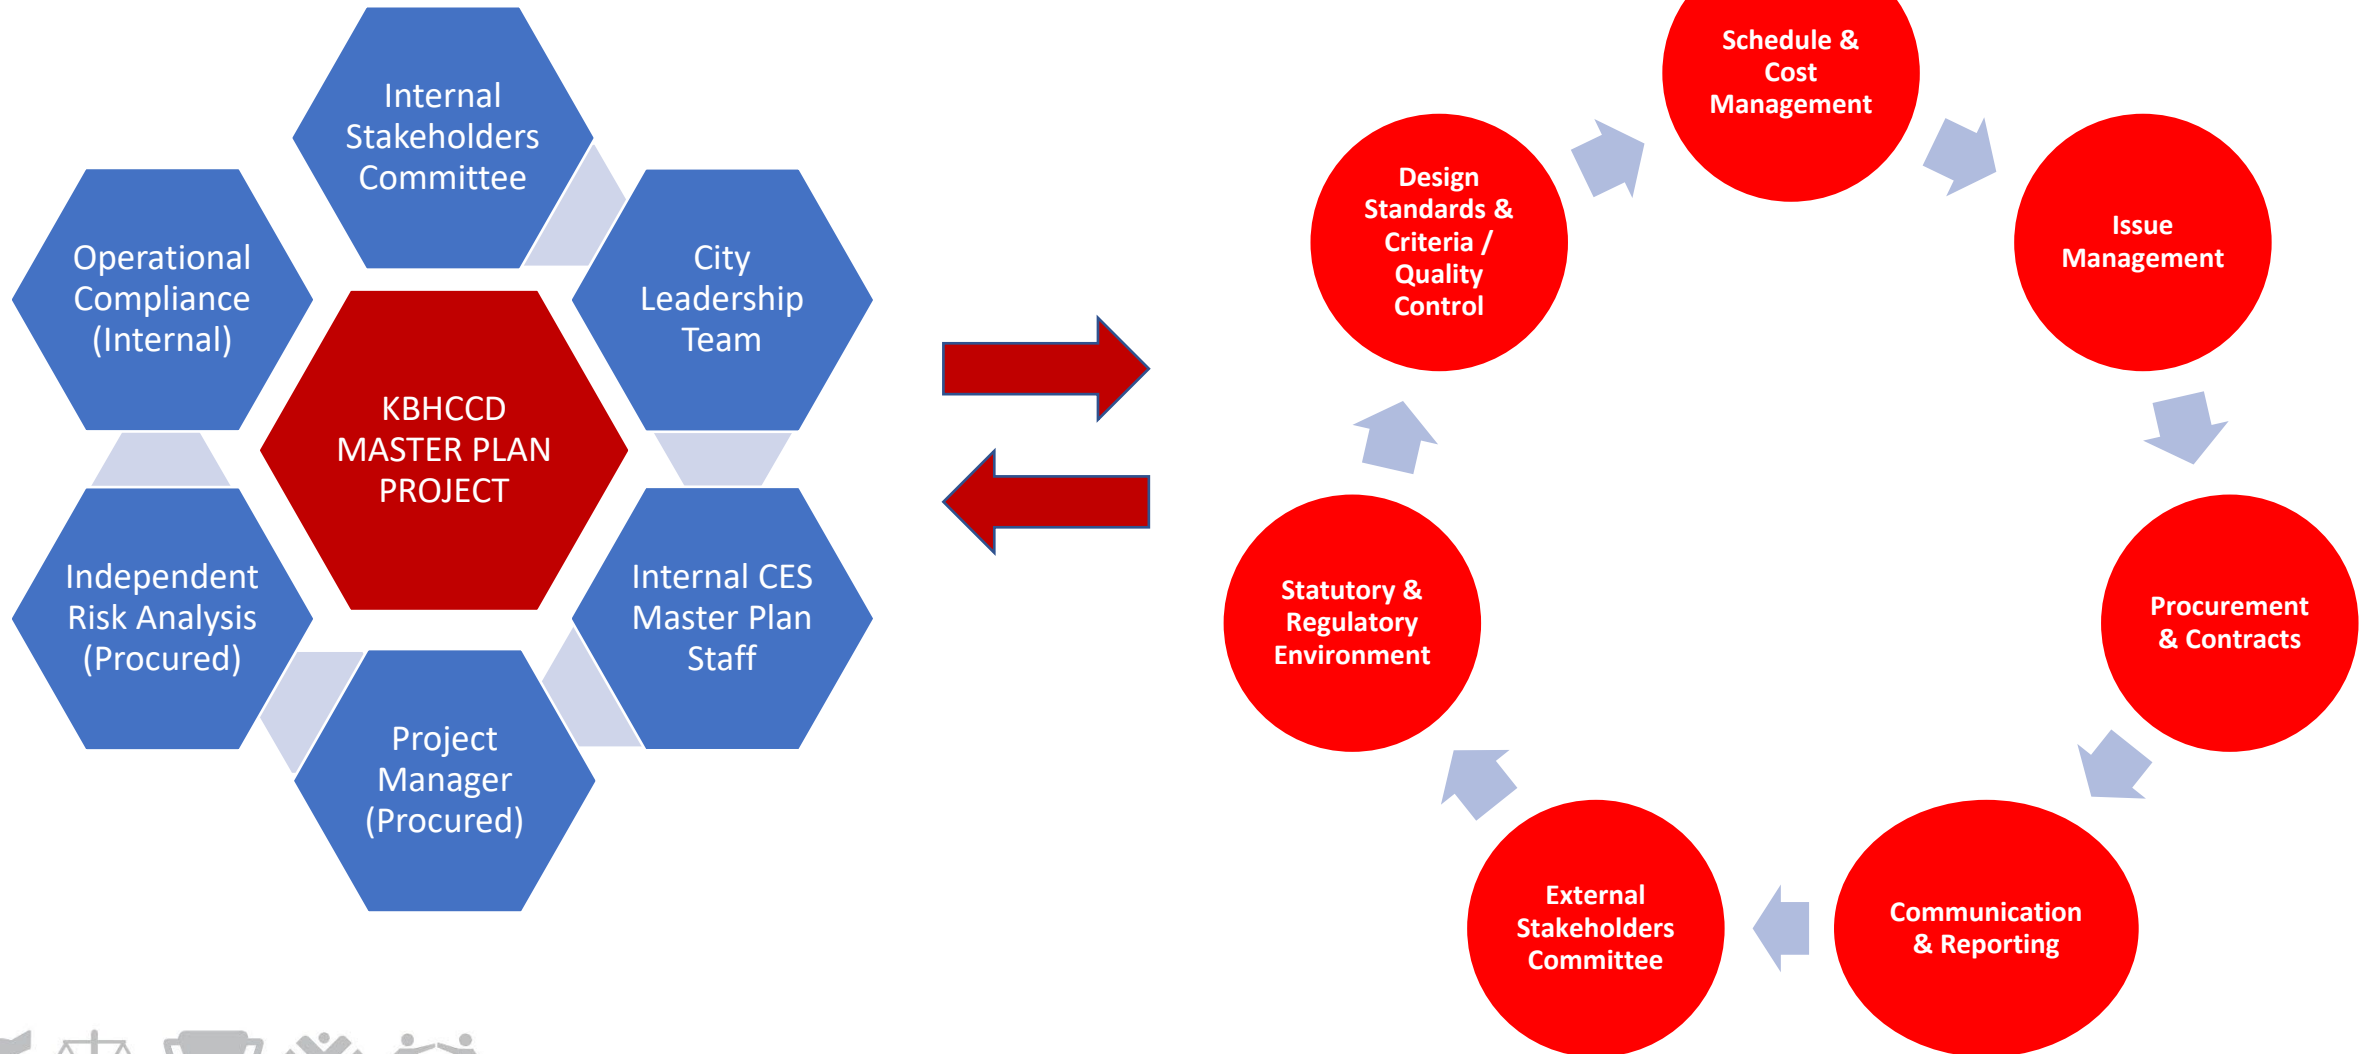 Internal
Stakeholders
Committee
Operational
Compliance
(Internal)
City
Leadership
Team
KBHCCD
MASTER PLAN
PROJECT
Independent
Risk Analysis
(Procured)
Internal CES
Master Plan
Staff
Project
Manager
(Procured)
Schedule &
Cost
Management
Design
Standards &
Criteria /
Quality
Control
Issue
Management
Statutory &
Regulatory
Environment
Procurement
& Contracts
External
Stakeholders
Committee
Communication
& Reporting